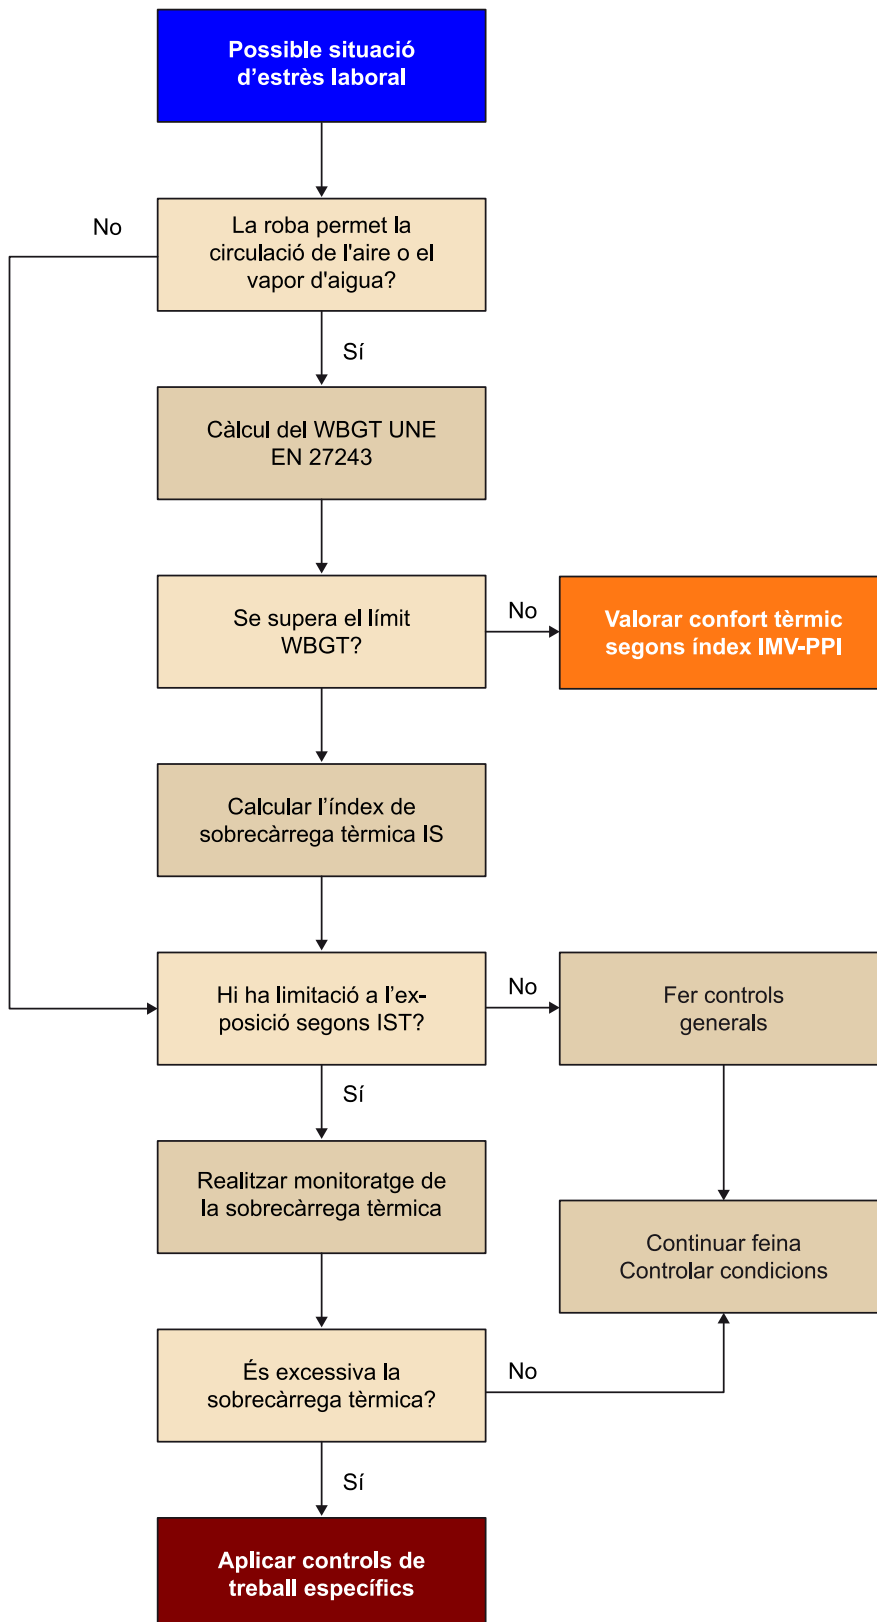 Possible situació
d'estrès laboral
No
La roba permet la
circulació de l'aire o el
vapor d'aigua?
Sí
Càlcul del WBGT UNE
EN 27243
Se supera el límit
WBGT?
No
Valorar confort tèrmic
segons índex IMV-PPI
Calcular l'índex de
sobrecàrrega tèrmica IS
Hi ha limitació a l'ex-
posició segons IST?
No
Fer controls
generals
Sí
Realitzar monitoratge de
la sobrecàrrega tèrmica
Continuar feina
Controlar condicions
És excessiva la
sobrecàrrega tèrmica?
No
Sí
Aplicar controls de
treball específics